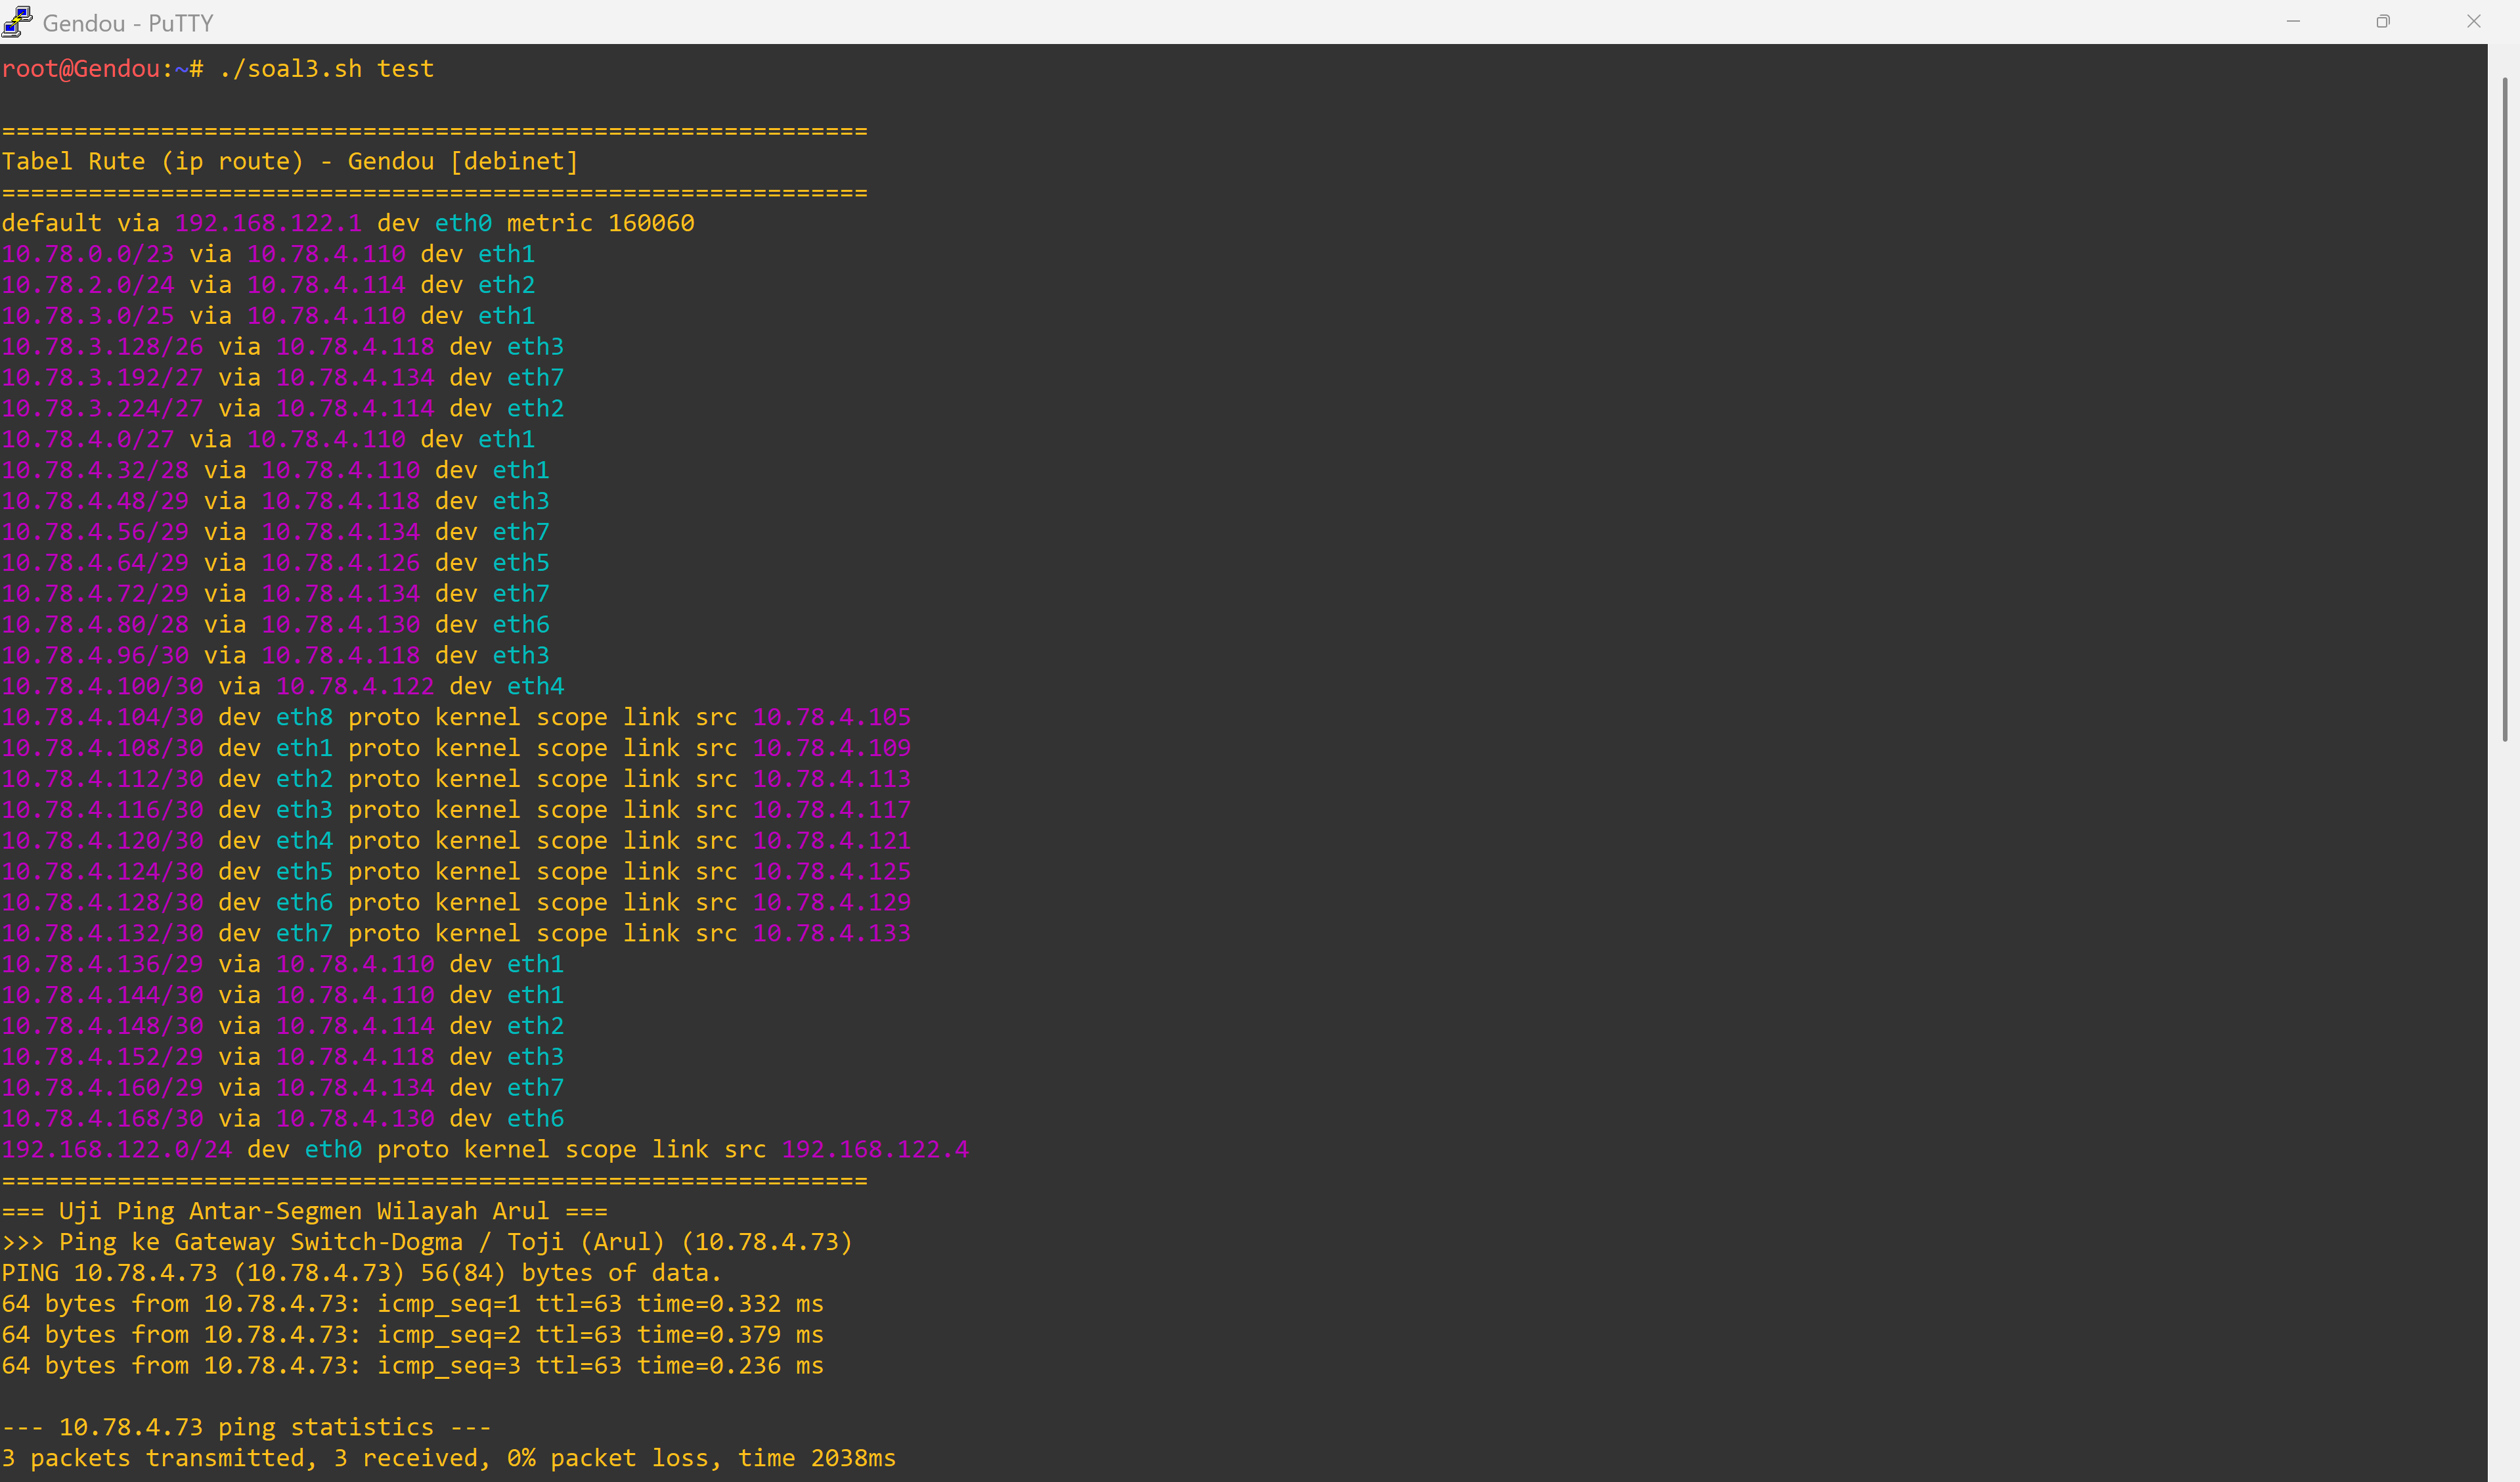 Gendou - PuTTY
root@Gendou:~# ./soal3.sh test
============================================================
Tabel Rute (ip route) - Gendou [debinet]
============================================================
default via 192.168.122.1 dev eth0 metric 160060
10.78.0.0/23 via 10.78.4.110 dev eth1
10.78.2.0/24 via 10.78.4.114 dev eth2
10.78.3.0/25 via 10.78.4.110 dev eth1
10.78.3.128/26 via 10.78.4.118 dev eth3
10.78.3.192/27 via 10.78.4.134 dev eth7
10.78.3.224/27 via 10.78.4.114 dev eth2
10.78.4.0/27 via 10.78.4.110 dev eth1
10.78.4.32/28 via 10.78.4.110 dev eth1
10.78.4.48/29 via 10.78.4.118 dev eth3
10.78.4.56/29 via 10.78.4.134 dev eth7
10.78.4.64/29 via 10.78.4.126 dev eth5
10.78.4.72/29 via 10.78.4.134 dev eth7
10.78.4.80/28 via 10.78.4.130 dev eth6
10.78.4.96/30 via 10.78.4.118 dev eth3
10.78.4.100/30 via 10.78.4.122 dev eth4
10.78.4.104/30 dev eth8 proto kernel scope link src 10.78.4.105
10.78.4.108/30 dev eth1 proto kernel scope link src 10.78.4.109
10.78.4.112/30 dev eth2 proto kernel scope link src 10.78.4.113
10.78.4.116/30 dev eth3 proto kernel scope link src 10.78.4.117
10.78.4.120/30 dev eth4 proto kernel scope link src 10.78.4.121
10.78.4.124/30 dev eth5 proto kernel scope link src 10.78.4.125
10.78.4.128/30 dev eth6 proto kernel scope link src 10.78.4.129
10.78.4.132/30 dev eth7 proto kernel scope link src 10.78.4.133
10.78.4.136/29 via 10.78.4.110 dev eth1
10.78.4.144/30 via 10.78.4.110 dev eth1
10.78.4.148/30 via 10.78.4.114 dev eth2
10.78.4.152/29 via 10.78.4.118 dev eth3
10.78.4.160/29 via 10.78.4.134 dev eth7
10.78.4.168/30 via 10.78.4.130 dev eth6
192.168.122.0/24 dev eth0 proto kernel scope link src 192.168.122.4
============================================================
=== Uji Ping Antar-Segmen Wilayah Arul ===
>>> Ping ke Gateway Switch-Dogma / Toji (Arul) (10.78.4.73)
PING 10.78.4.73 (10.78.4.73) 56(84) bytes of data.
64 bytes from 10.78.4.73: icmp_seq=1 ttl=63 time=0.332 ms
64 bytes from 10.78.4.73: icmp_seq=2 ttl=63 time=0.379 ms
64 bytes from 10.78.4.73: icmp_seq=3 ttl=63 time=0.236 ms
--- 10.78.4.73 ping statistics ---
3 packets transmitted, 3 received, 0% packet loss, time 2038ms